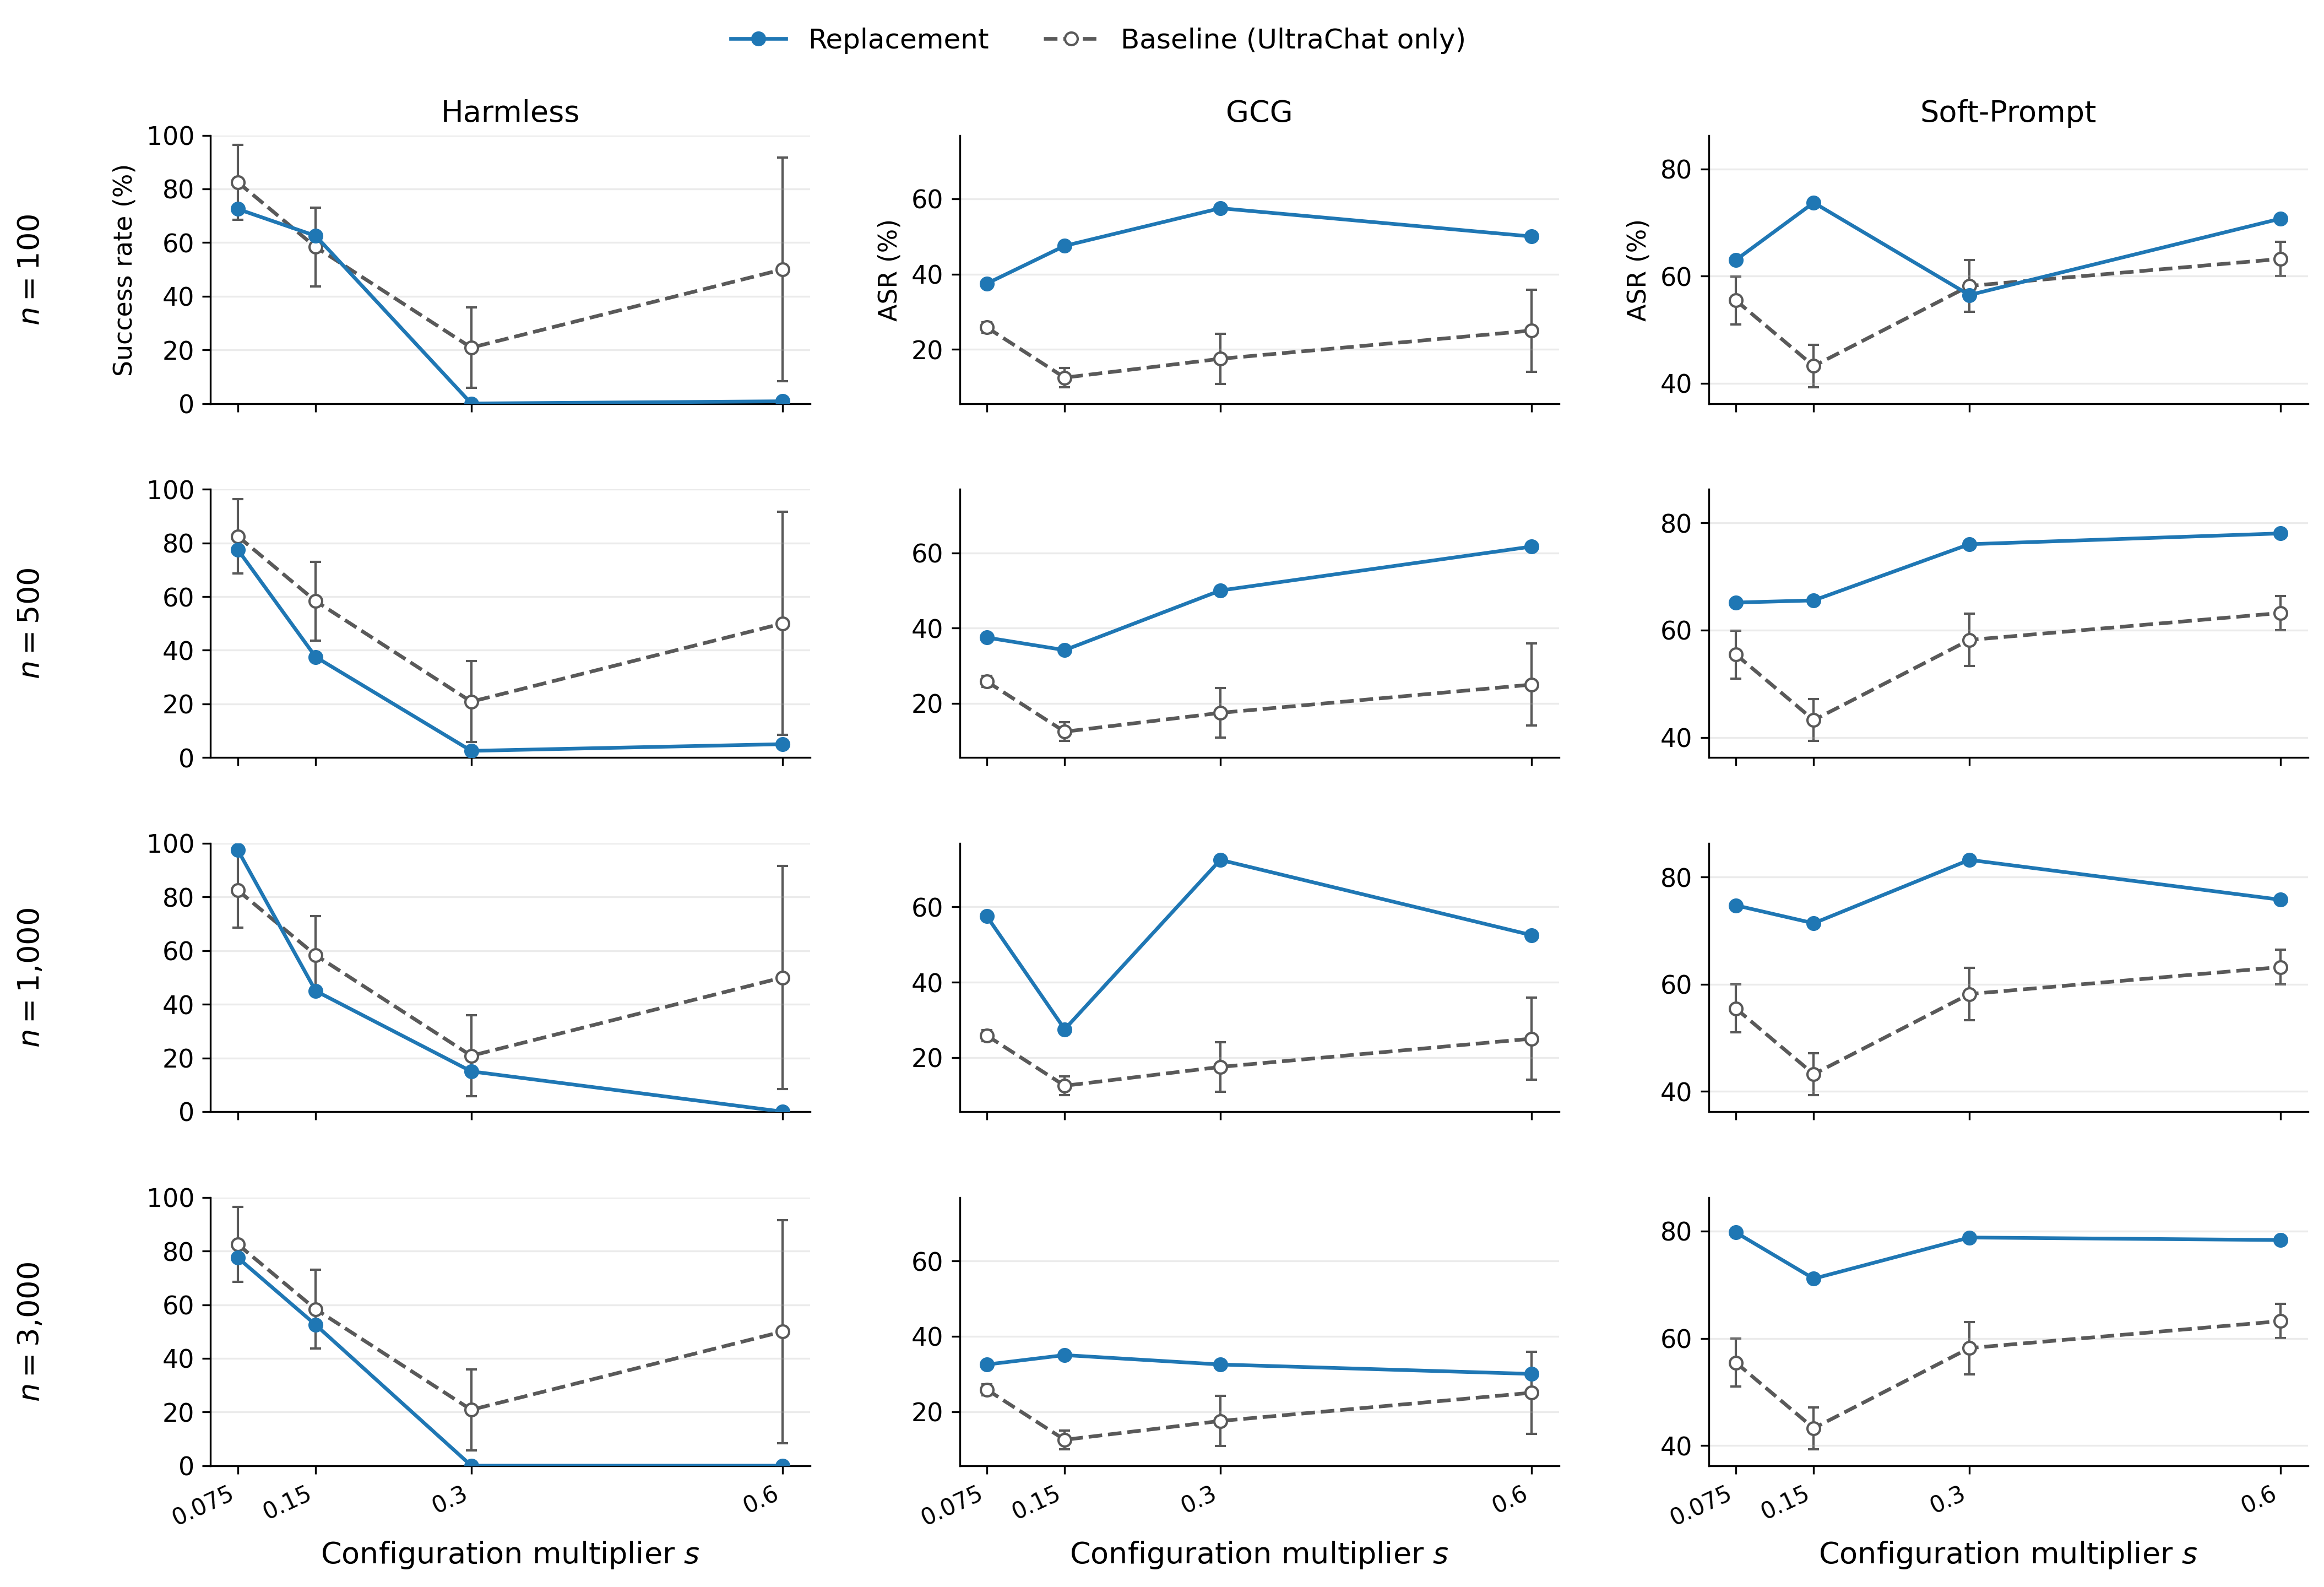 Replacement
Baseline (UltraChat only)
Harmless
GCG
Soft-Prompt
n = 100
Success rate (%)
100
80
60
40
20
0
ASR (%)
60
40
20
ASR (%)
80
60
40
n = 500
100
80
60
40
20
0
60
40
20
80
60
40
n = 1,000
100
80
60
40
20
0
60
40
20
80
60
40
n = 3,000
100
80
60
40
20
0
60
40
20
80
60
40
0.075 0.15 0.3 0.6
0.075 0.15 0.3 0.6
0.075 0.15 0.3 0.6
Configuration multiplier s
Configuration multiplier s
Configuration multiplier s